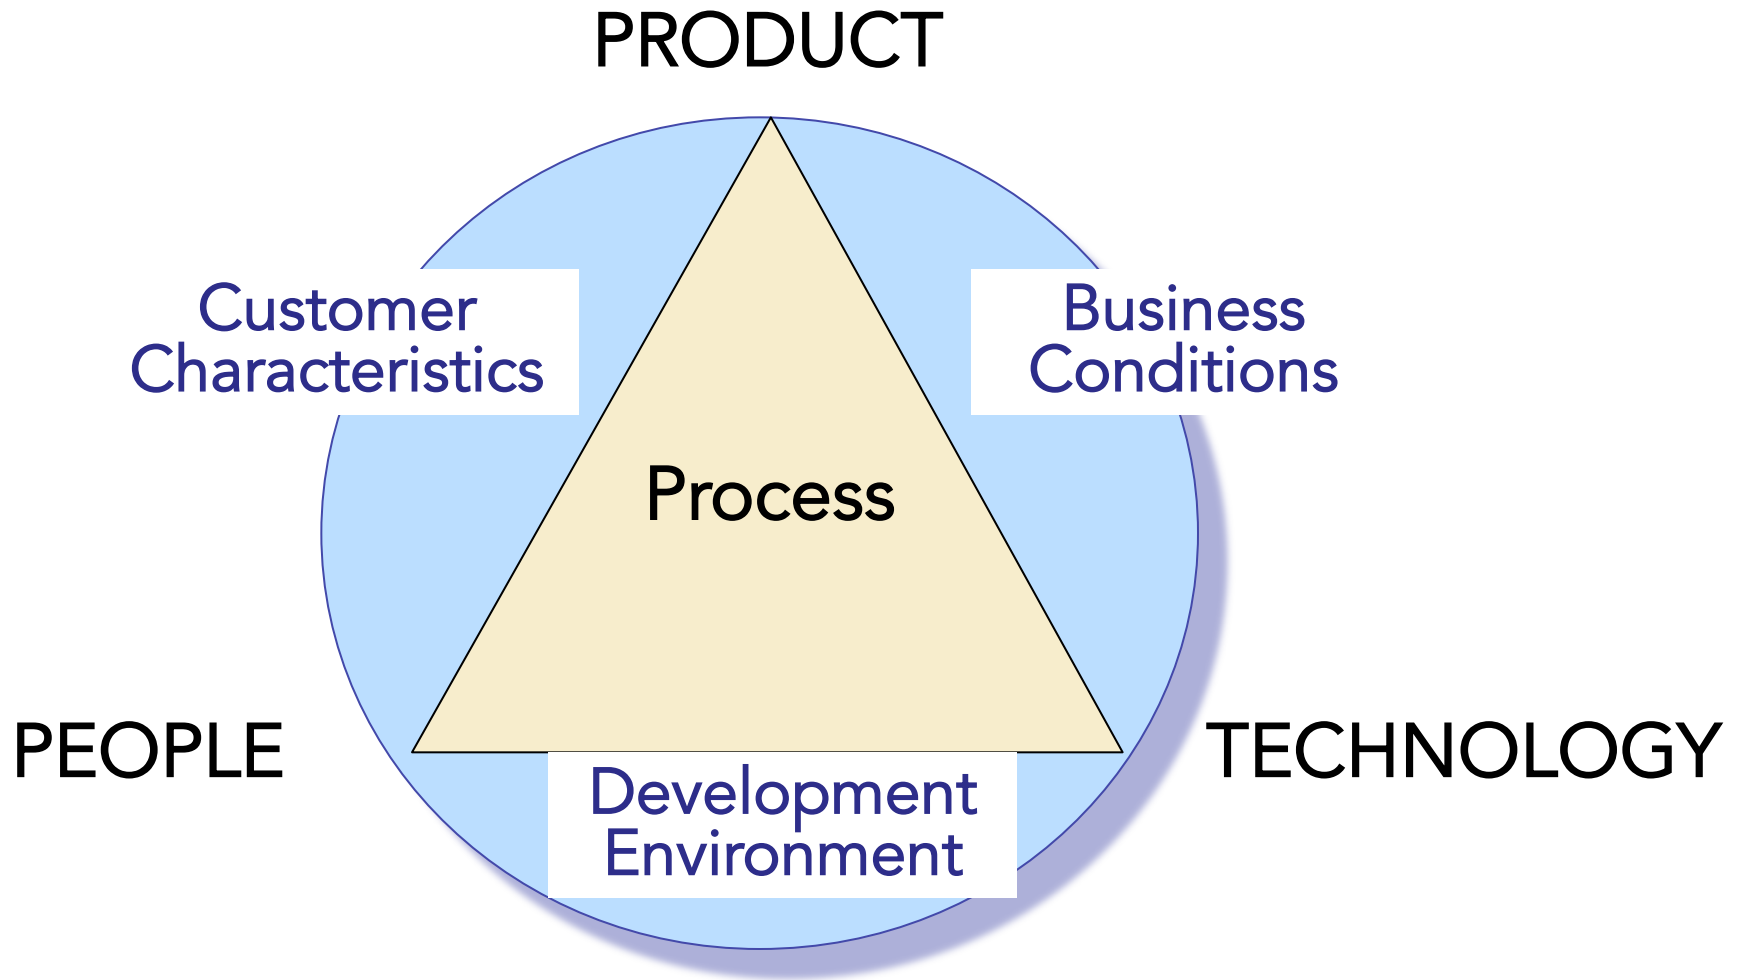 PRODUCT
Customer
Characteristics
Business
Conditions
Process
PEOPLE
TECHNOLOGY
Development
Environment